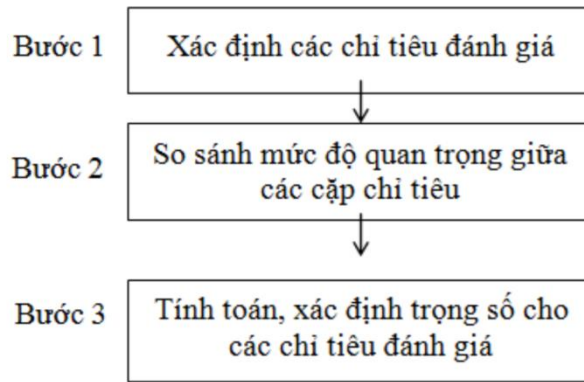 Bước 1
Xác định các chỉ tiêu đánh giá
Bước 2
So sánh mức độ quan trọng giữa
các cặp chỉ tiêu
Bước 3
Tính toán, xác định trọng số cho
các chỉ tiêu đánh giá